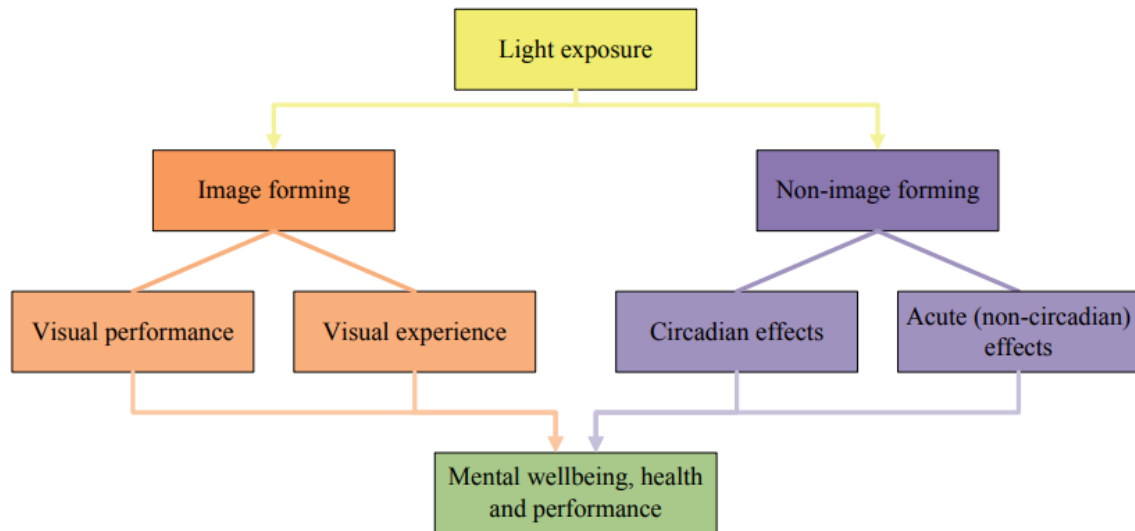 Light exposure
Image forming
Non-image forming
Visual performance
Visual experience
Circadian effects
Acute (non-circadian)
effects
Mental wellbeing, health
and performance